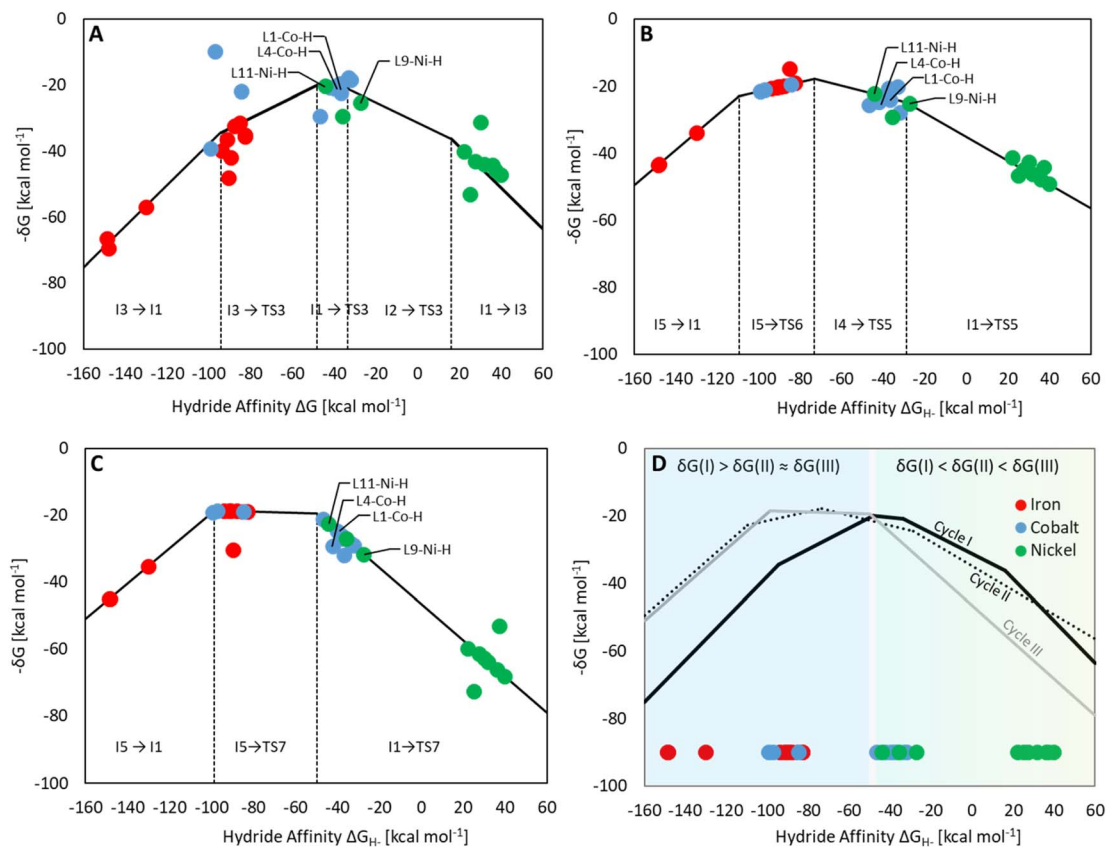 A
0
-20
-40
-60
-80
-100
-δG [kcal mol⁻¹]
L1-Co-H
L4-Co-H
L11-Ni-H
L9-Ni-H
I3 → I1
I3 → TS3
I1 → TS3
I2 → TS3
I1 → I3
-160 -140 -120 -100 -80 -60 -40 -20 0 20 40 60
Hydride Affinity ΔG [kcal mol⁻¹]
B
0
-20
-40
-60
-80
-100
-δG [kcal mol⁻¹]
L11-Ni-H
L4-Co-H
L1-Co-H
L9-Ni-H
I5 → I1
I5→TS6
I4 → TS5
I1→TS5
-160 -140 -120 -100 -80 -60 -40 -20 0 20 40 60
Hydride Affinity ΔG_H- [kcal mol⁻¹]
C
0
-20
-40
-60
-80
-100
-δG [kcal mol⁻¹]
L11-Ni-H
L4-Co-H
L1-Co-H
L9-Ni-H
I5 → I1
I5→TS7
I1→TS7
-160 -140 -120 -100 -80 -60 -40 -20 0 20 40 60
Hydride Affinity ΔG_H- [kcal mol⁻¹]
D
0
-20
-40
-60
-80
-100
-δG [kcal mol⁻¹]
δG(I) > δG(II) ≈ δG(III)
δG(I) < δG(II) < δG(III)
Iron
Cobalt
Nickel
Cycle I
Cycle II
Cycle III
-160 -140 -120 -100 -80 -60 -40 -20 0 20 40 60
Hydride Affinity ΔG_H- [kcal mol⁻¹]